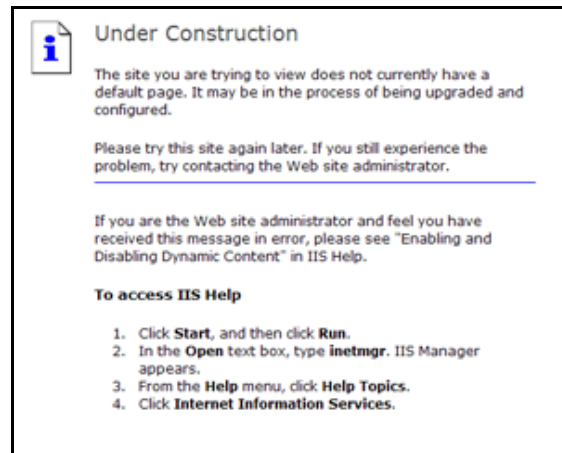 Under Construction
The site you are trying to view does not currently have a
default page. It may be in the process of being upgraded and
configured.
Please try this site again later. If you still experience the
problem, try contacting the Web site administrator.
If you are the Web site administrator and feel you have
received this message in error, please see "Enabling and
Disabling Dynamic Content" in IIS Help.
To access IIS Help
1. Click Start, and then click Run.
2. In the Open text box, type inetmgr. IIS Manager
appears.
3. From the Help menu, click Help Topics.
4. Click Internet Information Services.